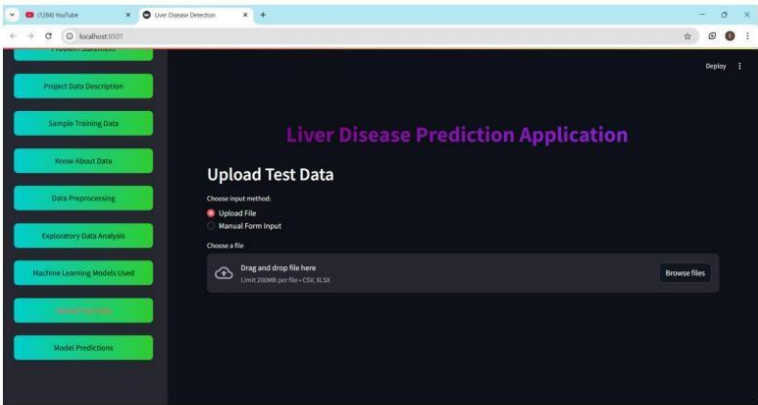 (1294) YouTube
Liver Disease Detection
localhost:8501
Problem Statement
Project Data Description
Sample Training Data
Know About Data
Data Preprocessing
Exploratory Data Analysis
Machine Learning Models Used
Model Predictions
Deploy
Liver Disease Prediction Application
Upload Test Data
Choose input method:
Upload File
Manual Form Input
Choose a file
Drag and drop file here
Limit 200MB per file • CSV, XLSX
Browse files